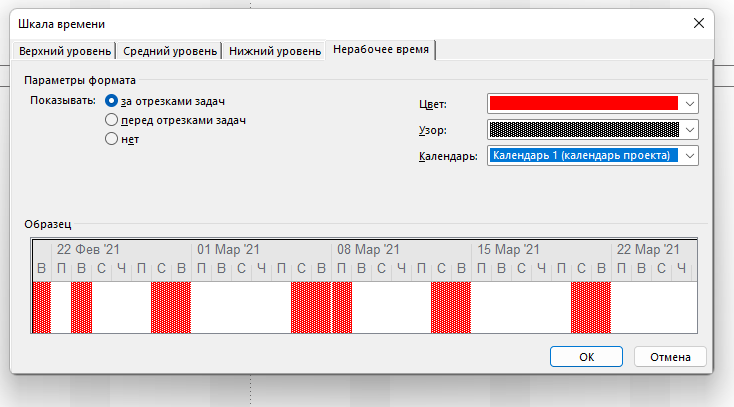 Шкала времени
Верхний уровень Средний уровень Нижний уровень Нерабочее время
Параметры формата
Показывать: за отрезками задач
перед отрезками задач
нет
Цвет:
Узор:
Календарь: Календарь 1 (календарь проекта)
Образец
22 Фев '21 01 Мар '21 08 Мар '21 15 Мар '21 22 Мар '21
В П В С Ч П С В П В С Ч П С В П В С Ч П С В П В С Ч П С В П В С Ч
ОК Отмена